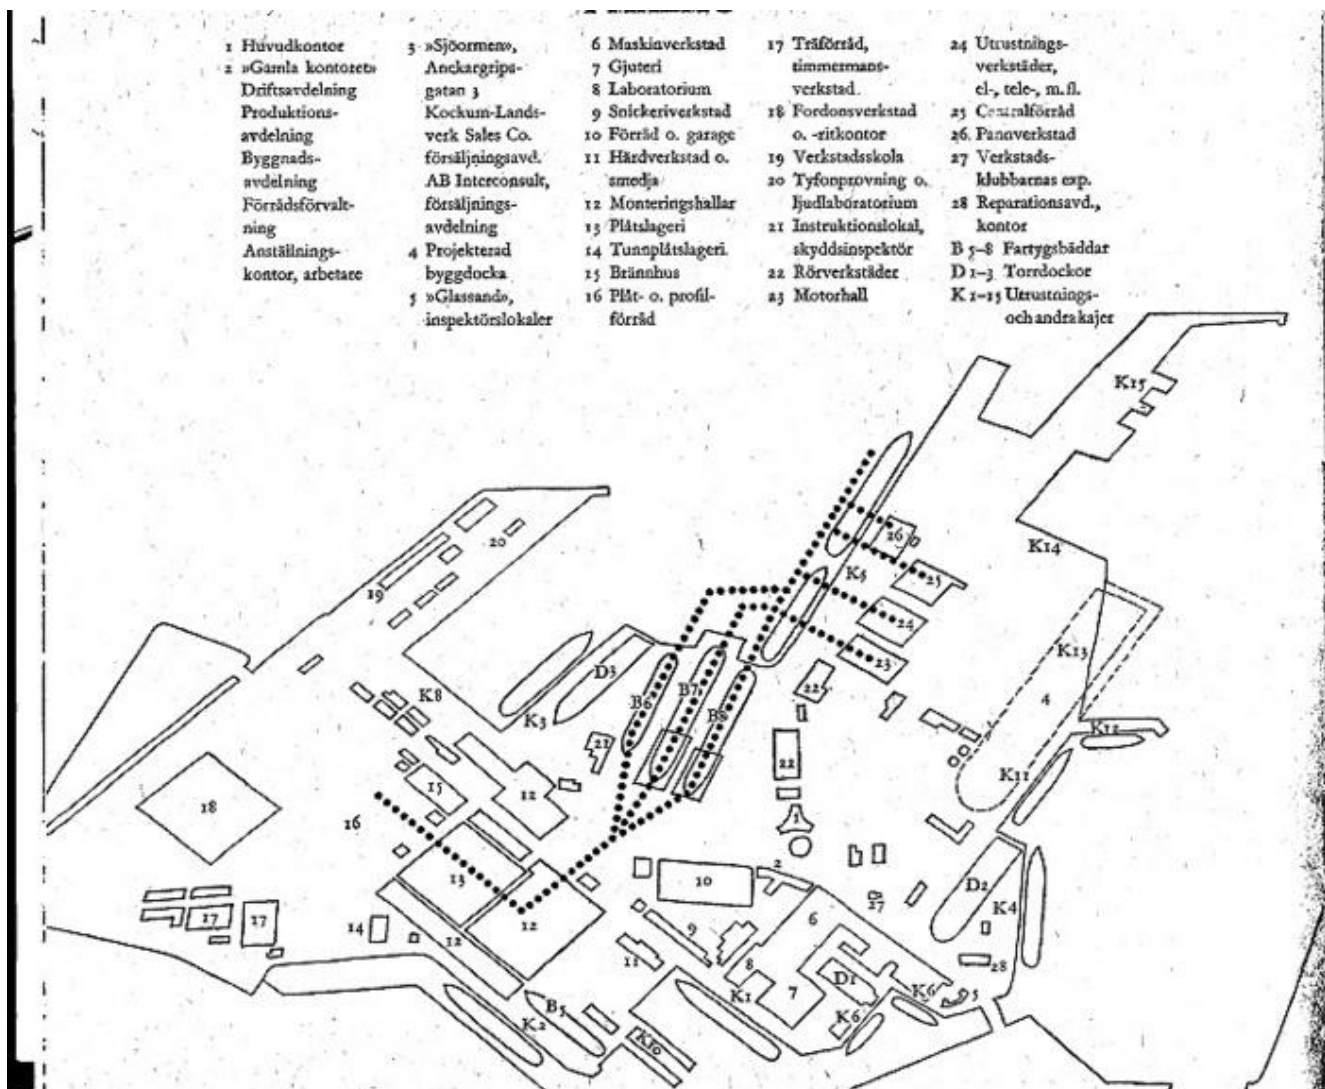 1 Huvudkontor
2 »Gamla kontoret»
Driftsavdelning
Produktions-
avdelning
Byggnads-
avdelning
Förrådsförvalt-
ning
Anställnings-
kontor, arbetare
3 »Sjöormen»,
Anckargrips-
gatan 3
Kockum-Lands-
verk Sales Co.
försäljningsavd.
AB Interconsult,
försäljnings-
avdelning
4 Projekterad
byggdocka
5 »Glassand»,
inspektörslokaler
6 Maskinverkstad
7 Gjuteri
8 Laboratorium
9 Snickeriverkstad
10 Förråd o. garage
11 Härdverkstad o.
smedja
12 Monteringshallar
13 Plåtslageri
14 Tunnplåtslageri
15 Brännhus
16 Plåt- o. profil-
förråd
17 Träförråd,
timmermans-
verkstad
18 Fordonsverkstad
o. -ritkontor
19 Verkstadsskola
20 Tyfonprovning o.
ljudlaboratorium
21 Instruktionslokal,
skyddsinspektör
22 Rörverkstäder
23 Motorhall
24 Utrustnings-
verkstäder,
el-, tele-, m.fl.
25 Centralförråd
26 Pannverkstad
27 Verkstads-
klubbarnas exp.
28 Reparationsavd.,
kontor
B 5–8 Fartygsbäddar
D 1–3 Torrdockor
K 1–15 Utrustnings-
och andra kajer
K15
26
20
K14
K5
25
19
24
K13
23
D3
K8
22
B6
B7
B8
4
K3
K12
21
22
K11
15
12
18
16
1
13
10
2
D2
17
17
14
12
12
9
6
27
K4
11
8
28
D1
7
K1
K6
5
B5
K2
K6
K10